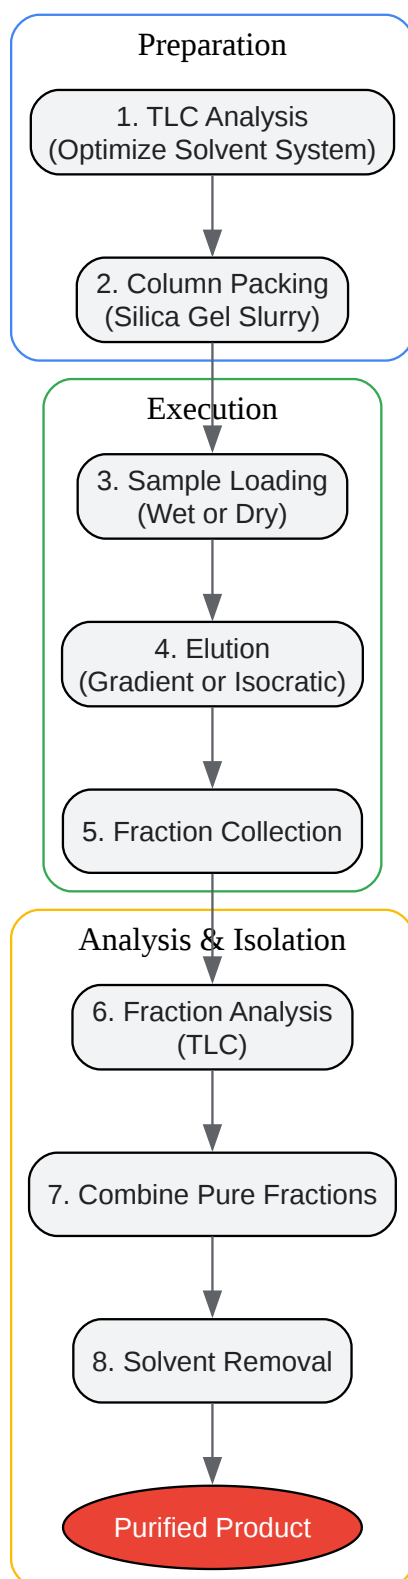 Preparation
1. TLC Analysis
(Optimize Solvent System)
2. Column Packing
(Silica Gel Slurry)
Execution
3. Sample Loading
(Wet or Dry)
4. Elution
(Gradient or Isocratic)
5. Fraction Collection
Analysis & Isolation
6. Fraction Analysis
(TLC)
7. Combine Pure Fractions
8. Solvent Removal
Purified Product